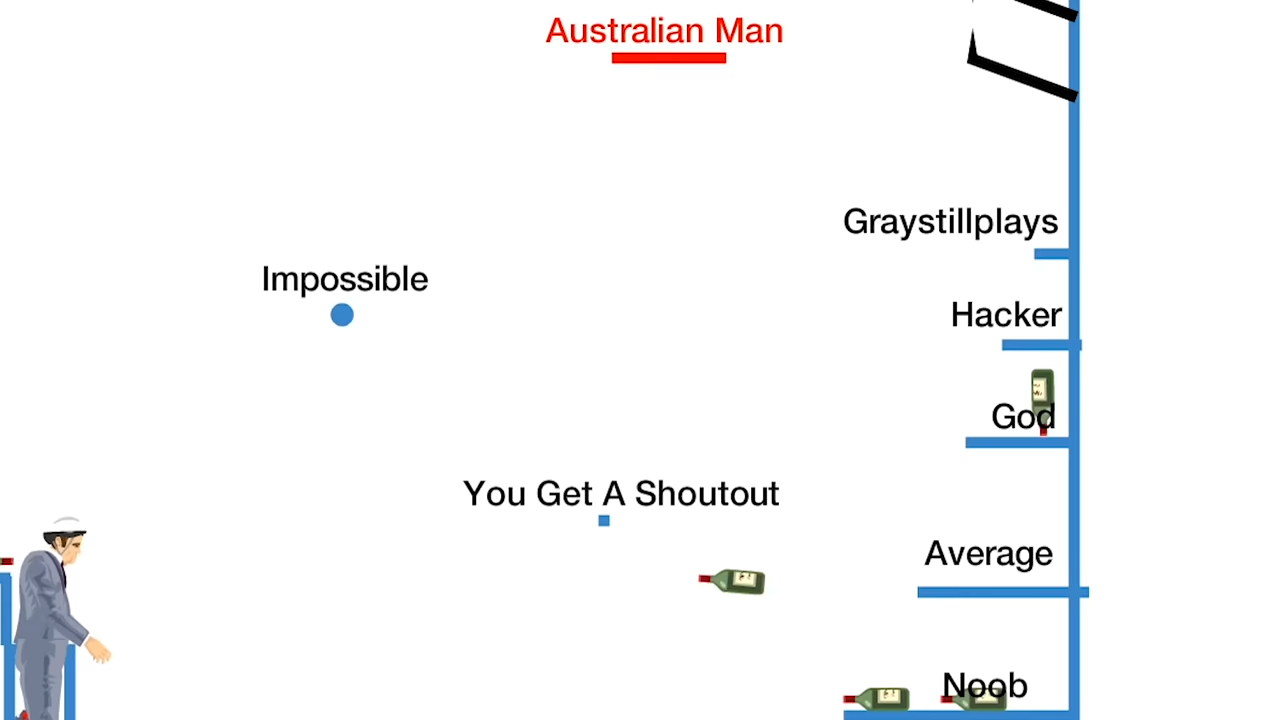 Australian Man
Graystillplays
Impossible
Hacker
God
You Get A Shoutout
Average
Noob